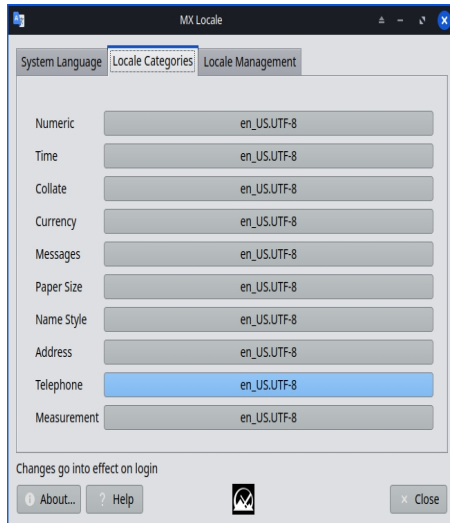 MX Locale
System Language Locale Categories Locale Management
Numeric en_US.UTF-8
Time en_US.UTF-8
Collate en_US.UTF-8
Currency en_US.UTF-8
Messages en_US.UTF-8
Paper Size en_US.UTF-8
Name Style en_US.UTF-8
Address en_US.UTF-8
Telephone en_US.UTF-8
Measurement en_US.UTF-8
Changes go into effect on login
About... Help Close